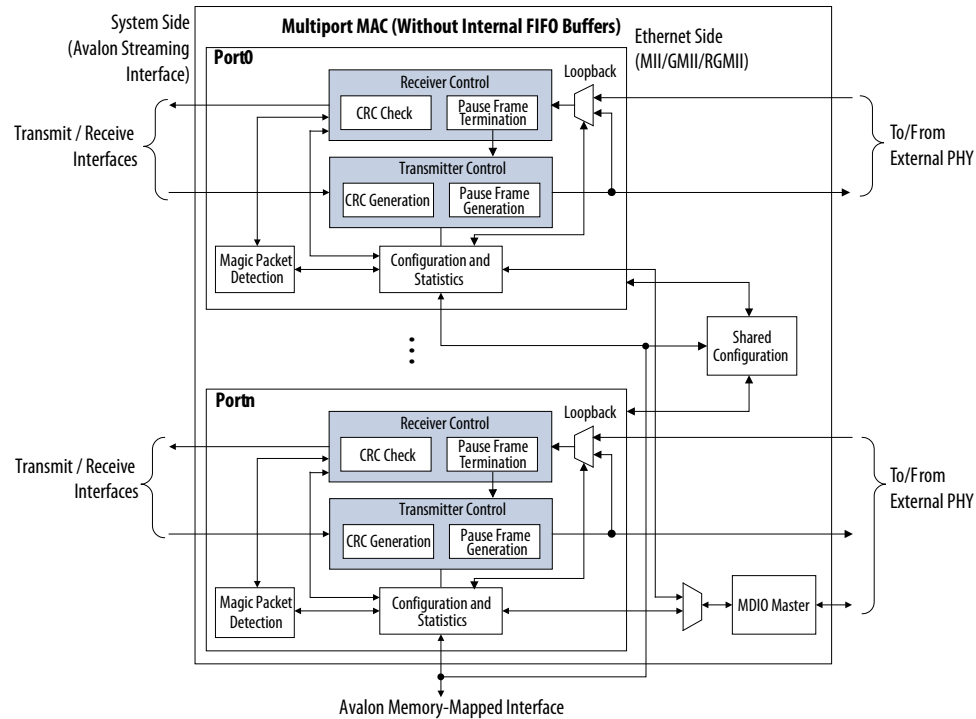 System Side
(Avalon Streaming
Interface)
Multiport MAC (Without Internal FIFO Buffers)
Ethernet Side
(MII/GMII/RGMII)
Port0
Loopback
Receiver Control
CRC Check
Pause Frame
Termination
Transmit / Receive
Interfaces
To/From
External PHY
Transmitter Control
CRC Generation
Pause Frame
Generation
Magic Packet
Detection
Configuration and
Statistics
Shared
Configuration
Portn
Loopback
Receiver Control
CRC Check
Pause Frame
Termination
Transmit / Receive
Interfaces
To/From
External PHY
Transmitter Control
CRC Generation
Pause Frame
Generation
Magic Packet
Detection
Configuration and
Statistics
MDIO Master
Avalon Memory-Mapped Interface